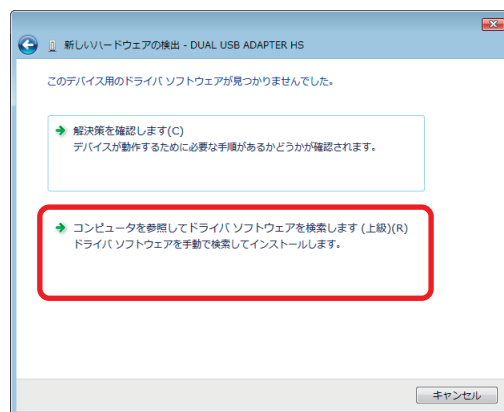 新しいハードウェアの検出 - DUAL USB ADAPTER HS
このデバイス用のドライバ ソフトウェアが見つかりませんでした。
解決策を確認します(C)
デバイスが動作するために必要な手順があるかどうかが確認されます。
コンピュータを参照してドライバ ソフトウェアを検索します (上級)(R)
ドライバ ソフトウェアを手動で検索してインストールします。
キャンセル